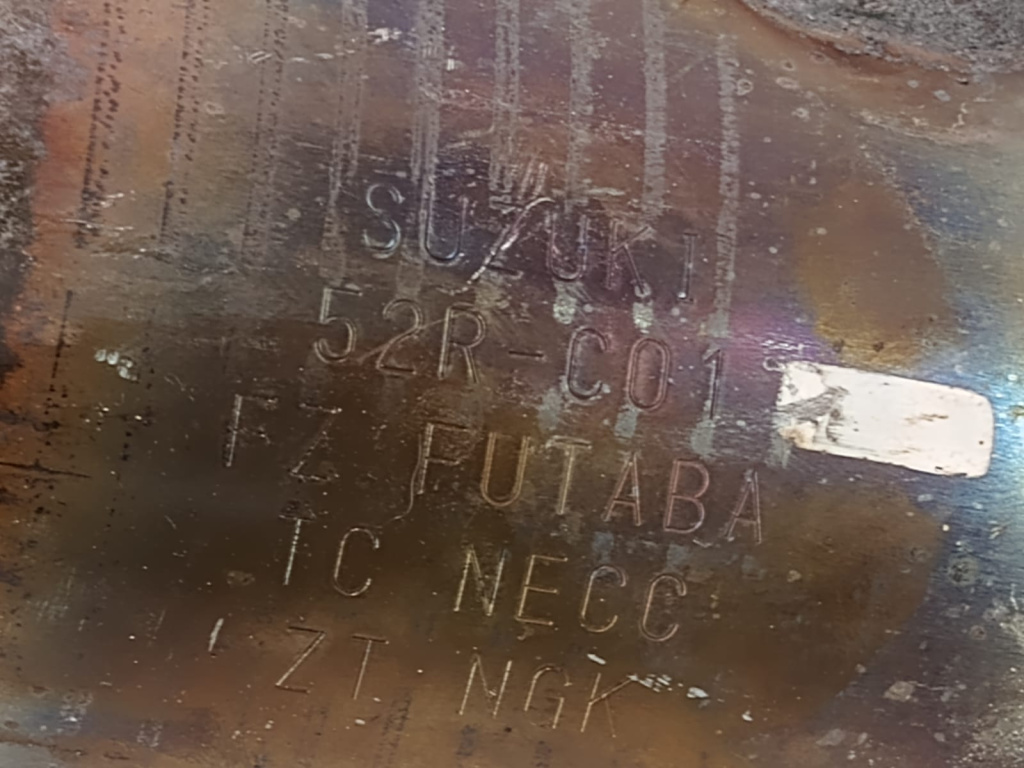 SUZUKI
52R-C01
FZ FUTABA
TC NECC
ZT NGK